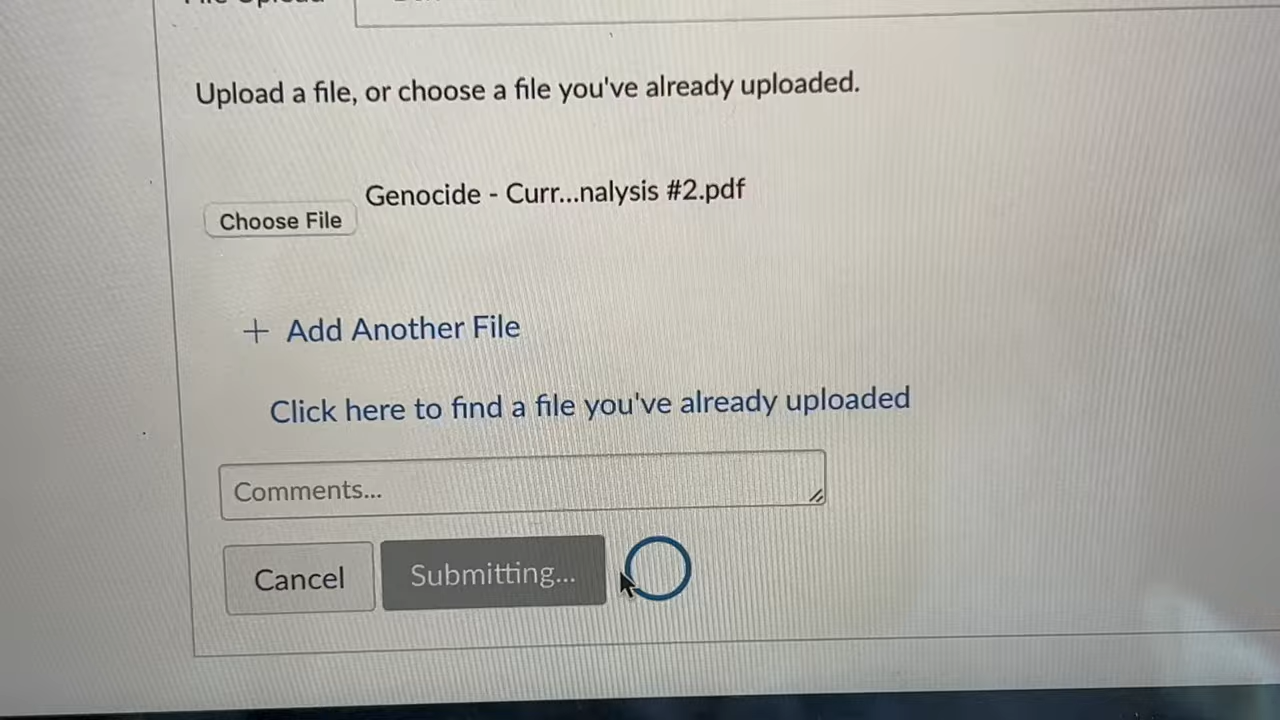 Upload a file, or choose a file you've already uploaded.
Genocide - Curr...nalysis #2.pdf
Choose File
+ Add Another File
Click here to find a file you've already uploaded
Comments...
Cancel
Submitting...